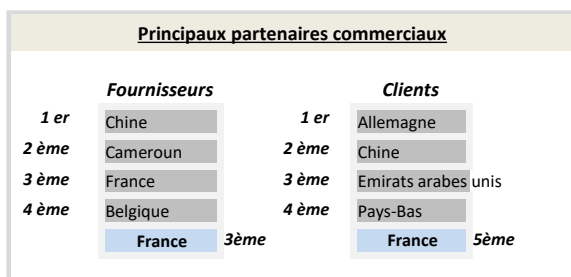 Principaux partenaires commerciaux
Fournisseurs Clients
1 er Chine 1 er Allemagne
2 ème Cameroun 2 ème Chine
3 ème France 3 ème Emirats arabes unis
4 ème Belgique 4 ème Pays-Bas
France 3ème France 5ème